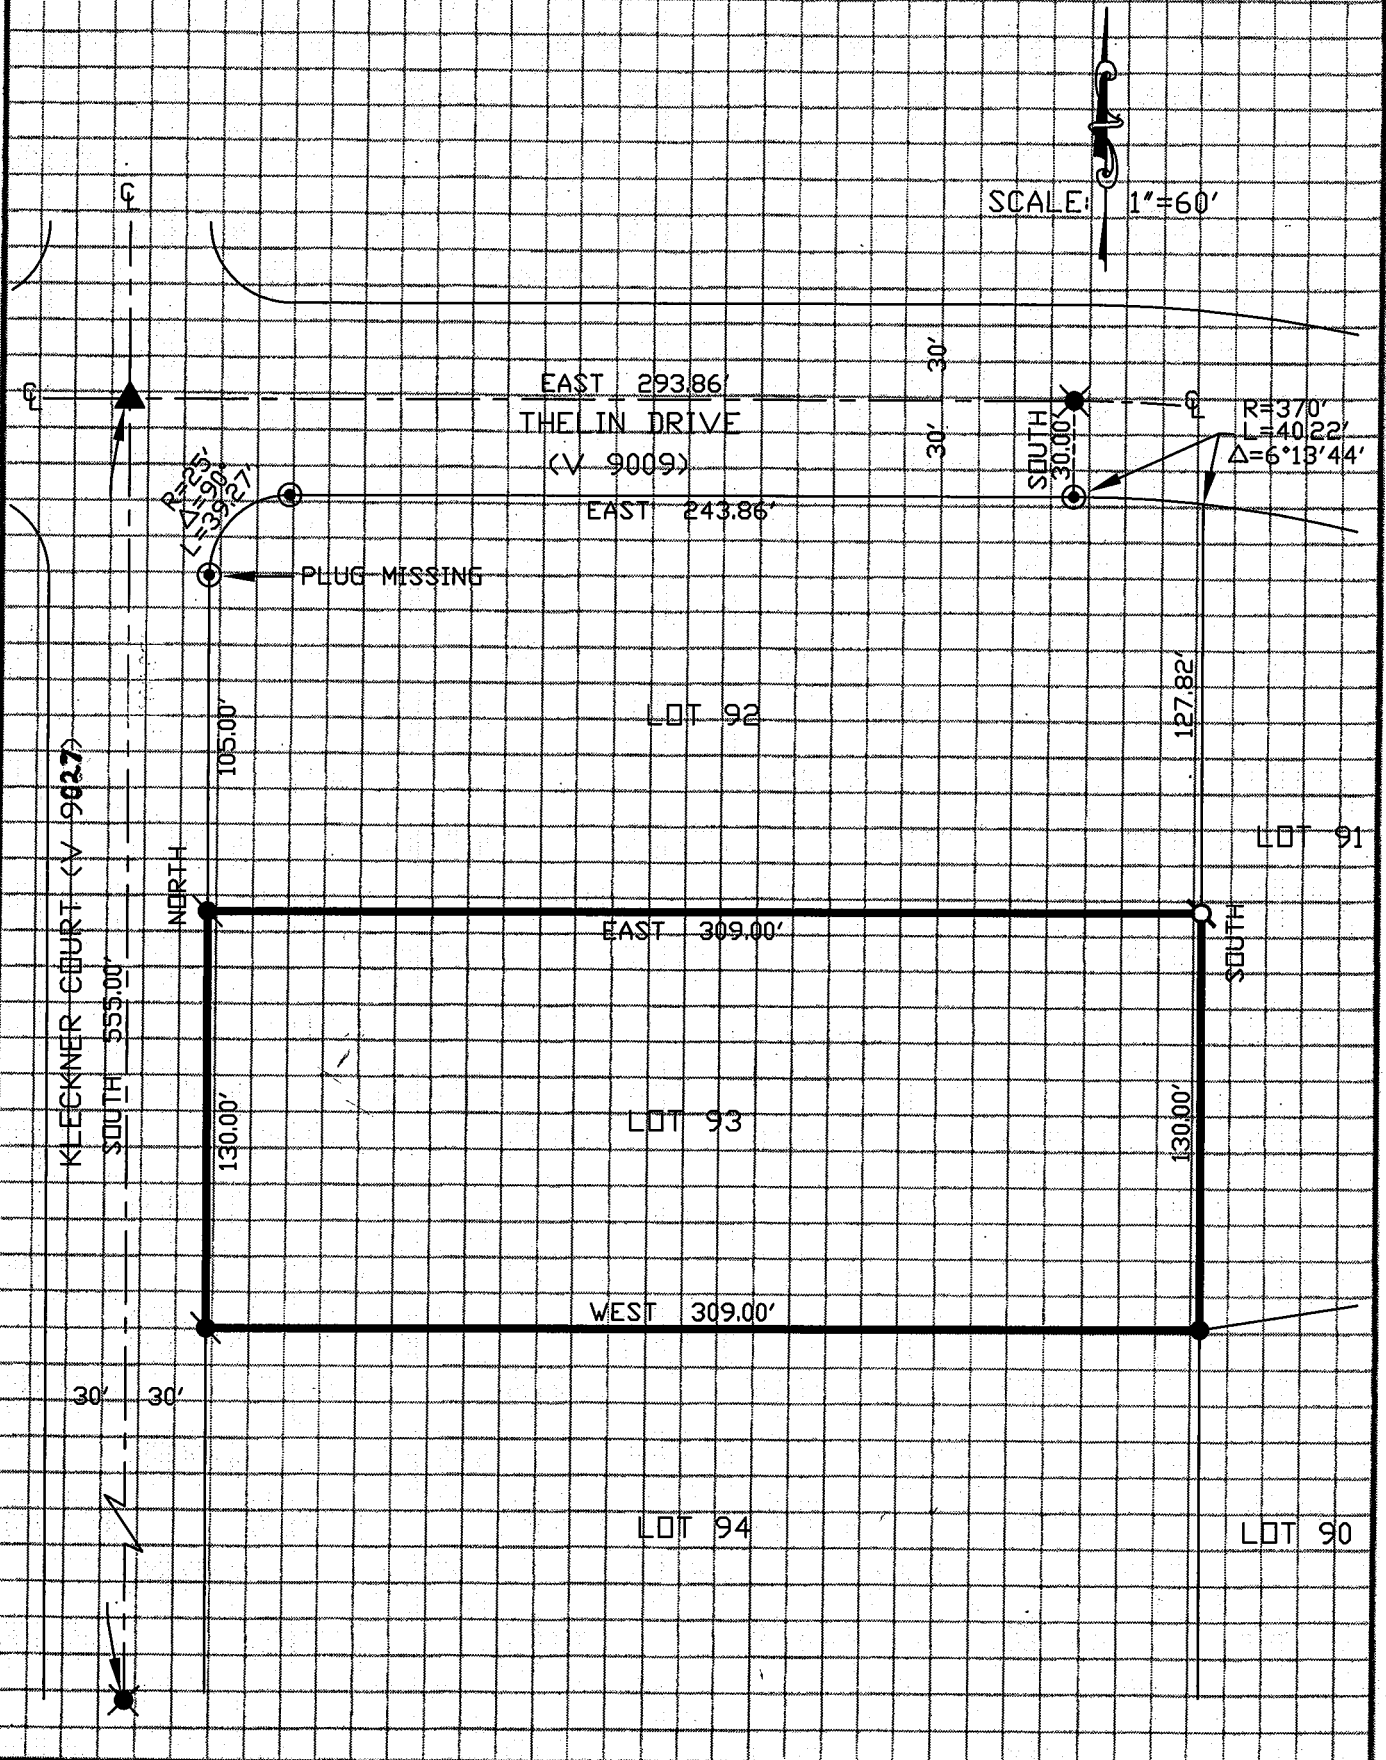 ℄
SCALE: 1"=60'
30'
EAST 293.86'
℄
℄
THELIN DRIVE
(V 9009)
30'
SOUTH
30.00'
R=370'
L=40.22'
Δ=6°13'44"
R=25'
Δ=90°
L=39.27'
EAST 243.86'
PLUG MISSING
105.00'
LOT 92
127.82'
LOT 91
NORTH
EAST 309.00'
SOUTH
KLECKNER COURT (V 9027)
SOUTH 555.00'
130.00'
LOT 93
130.00'
WEST 309.00'
30' 30'
LOT 94
LOT 90